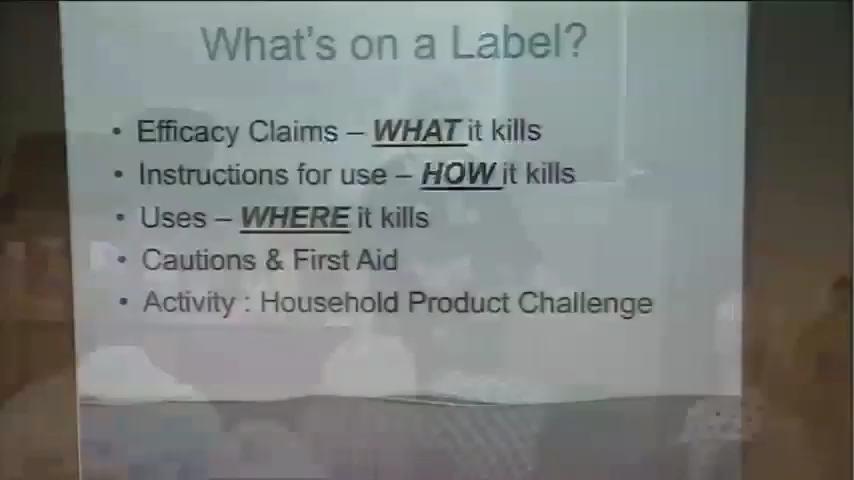 What's on a Label?
• Efficacy Claims – WHAT it kills
• Instructions for use – HOW it kills
• Uses – WHERE it kills
• Cautions & First Aid
• Activity : Household Product Challenge